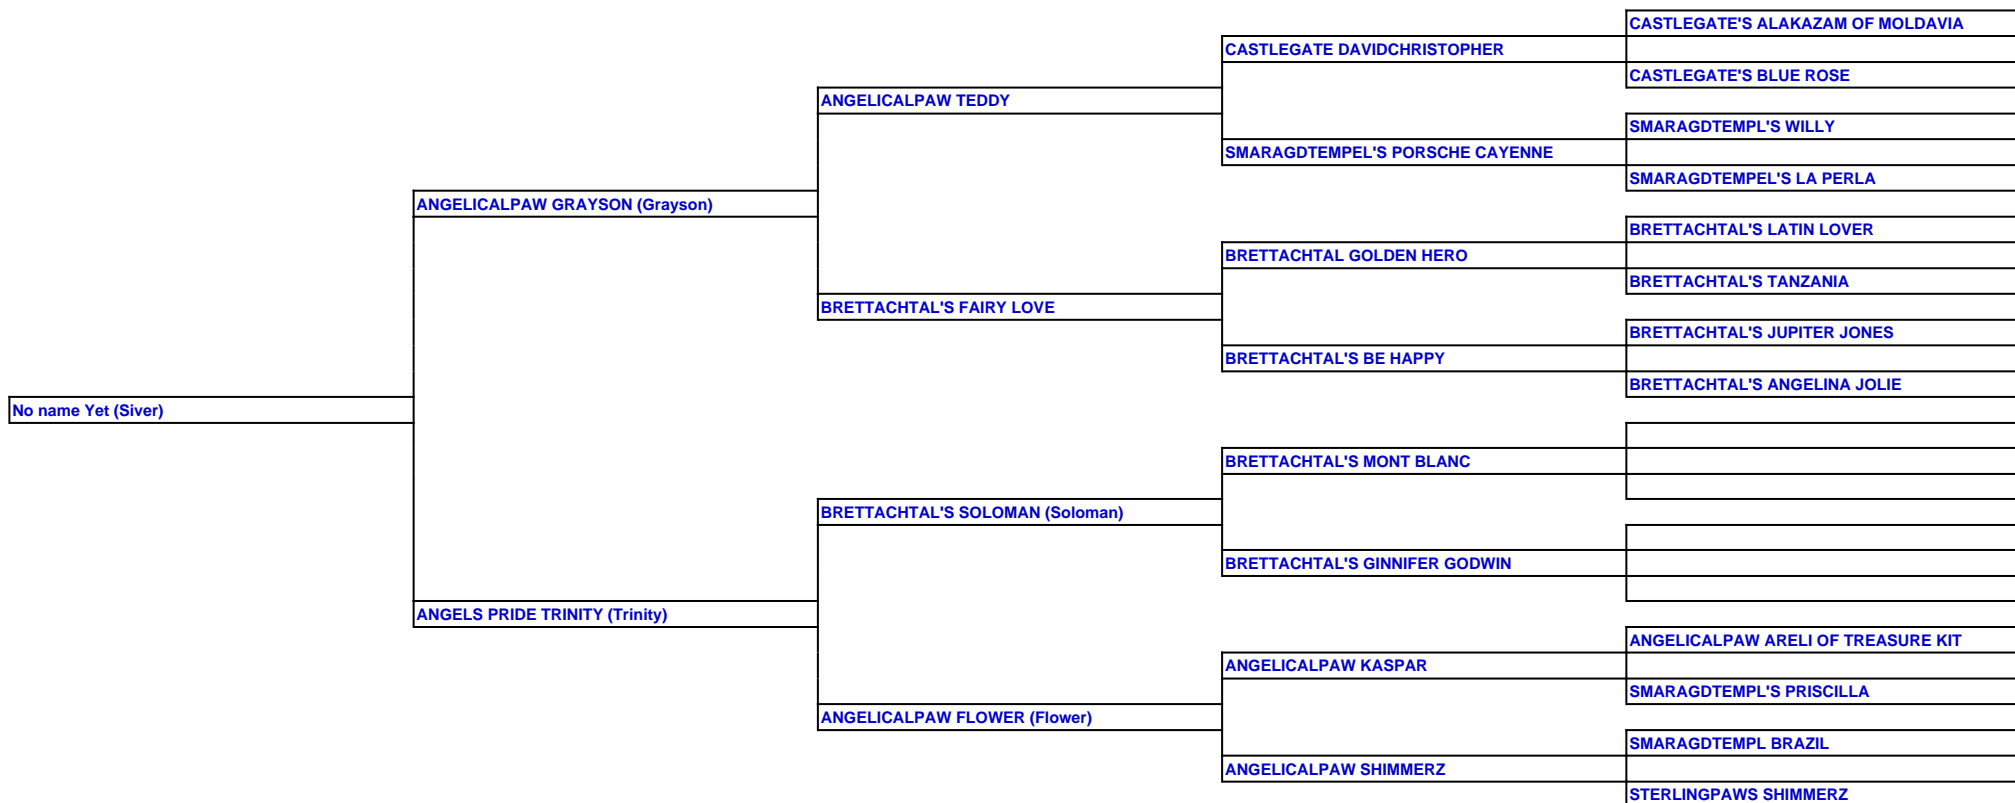 CASTLEGATE'S ALAKAZAM OF MOLDAVIA
CASTLEGATE DAVIDCHRISTOPHER
CASTLEGATE'S BLUE ROSE
ANGELICALPAW TEDDY
SMARAGDTEMPL'S WILLY
SMARAGDTEMPEL'S PORSCHE CAYENNE
SMARAGDTEMPEL'S LA PERLA
ANGELICALPAW GRAYSON (Grayson)
BRETTACHTAL'S LATIN LOVER
BRETTACHTAL GOLDEN HERO
BRETTACHTAL'S TANZANIA
BRETTACHTAL'S FAIRY LOVE
BRETTACHTAL'S JUPITER JONES
BRETTACHTAL'S BE HAPPY
BRETTACHTAL'S ANGELINA JOLIE
No name Yet (Siver)
BRETTACHTAL'S MONT BLANC
BRETTACHTAL'S SOLOMAN (Soloman)
BRETTACHTAL'S GINNIFER GODWIN
ANGELS PRIDE TRINITY (Trinity)
ANGELICALPAW ARELI OF TREASURE KIT
ANGELICALPAW KASPAR
SMARAGDTEMPL'S PRISCILLA
ANGELICALPAW FLOWER (Flower)
SMARAGDTEMPL BRAZIL
ANGELICALPAW SHIMMERZ
STERLINGPAWS SHIMMERZ